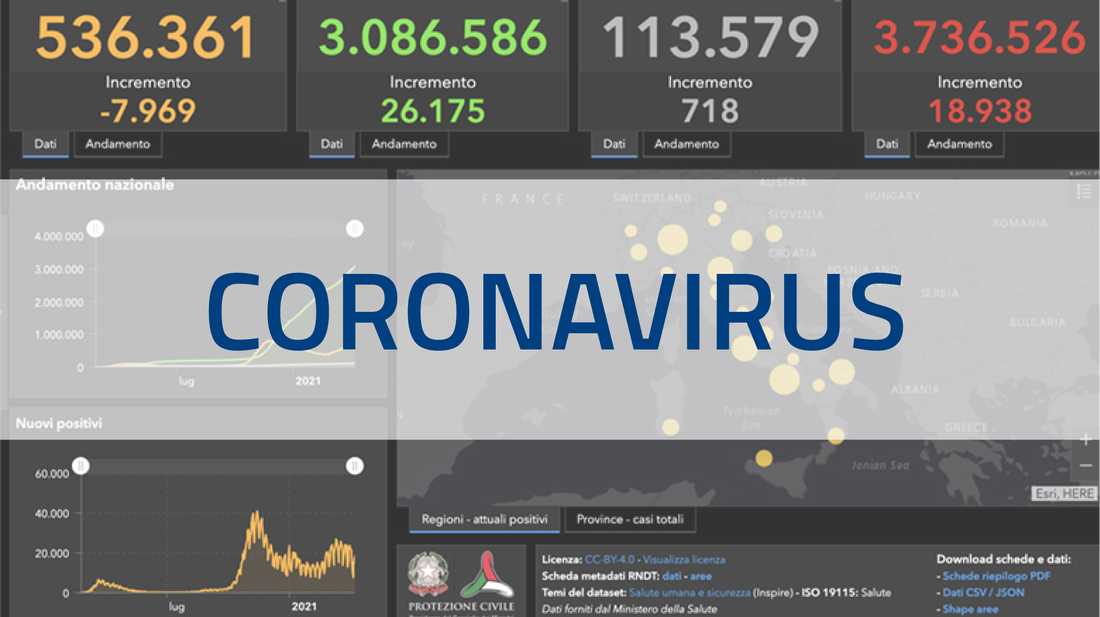 536.361
Incremento
-7.969
Dati Andamento
3.086.586
Incremento
26.175
Dati Andamento
113.579
Incremento
718
Dati Andamento
3.736.526
Incremento
18.938
Dati Andamento
Andamento nazionale
4.000.000
3.000.000
2.000.000
1.000.000
0
lug 2021
CORONAVIRUS
FRANCE
SWITZERLAND
AUSTRIA
HUNGARY
SLOVENIA
ROMANIA
CROATIA
BOSNIA AND
SERBIA
BULGARIA
ALBANIA
Tyrrhenian
Sea
GREECE
Ionian Sea
+
−
Esri, HERE
Nuovi positivi
60.000
40.000
20.000
0
lug 2021
Regioni - attuali positivi Province - casi totali
PROTEZIONE CIVILE
Licenza: CC-BY-4.0 - Visualizza licenza
Scheda metadati RNDT: dati - aree
Temi del dataset: Salute umana e sicurezza (Inspire) - ISO 19115: Salute
Dati forniti dal Ministero della Salute
Download schede e dati:
- Schede riepilogo PDF
- Dati CSV / JSON
- Shape aree